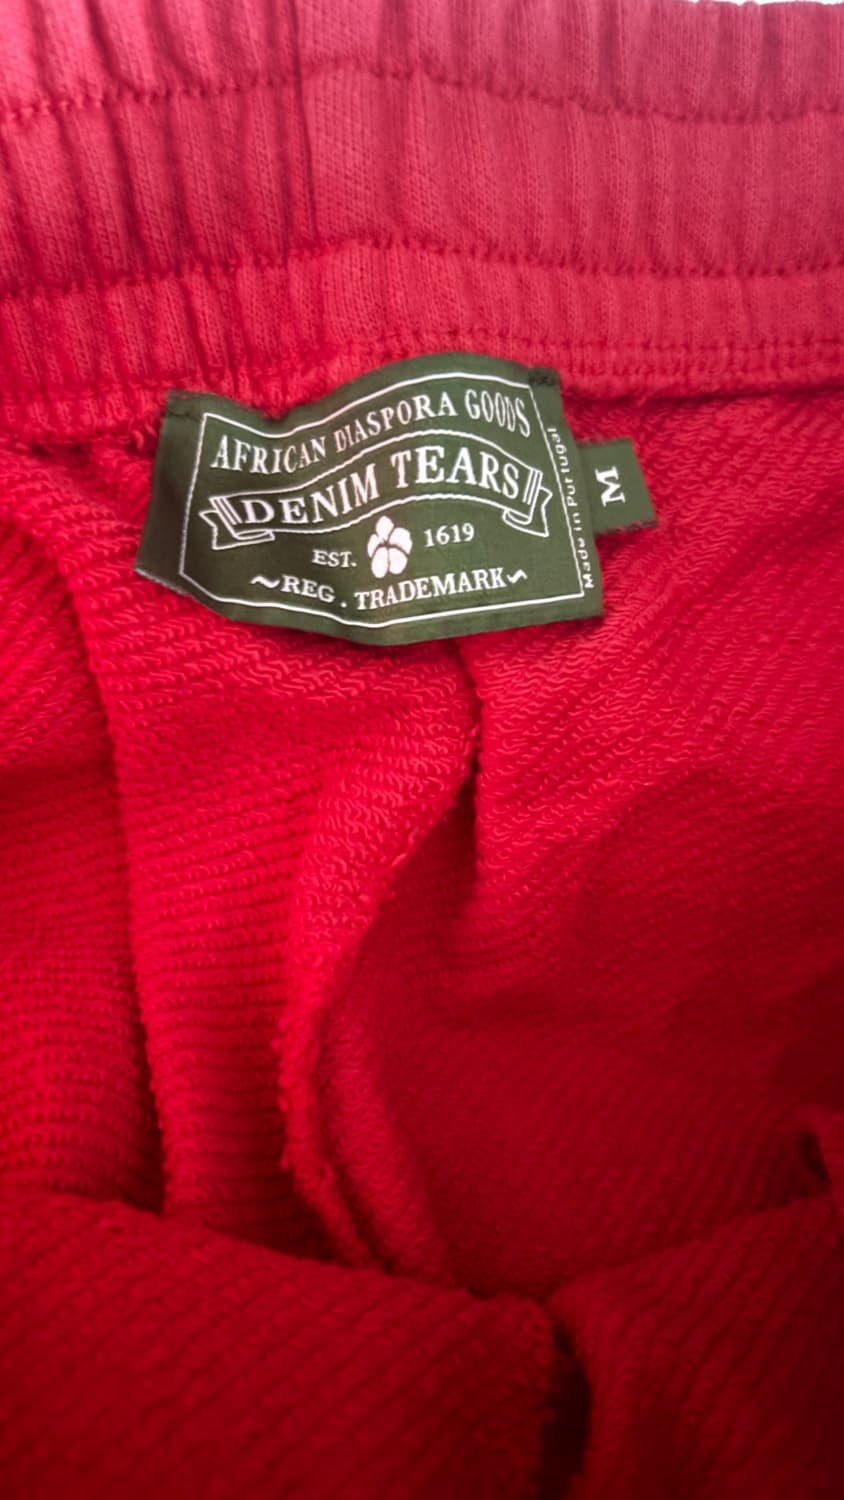 AFRICAN DIASPORA GOODS
DENIM TEARS
EST. 1619
REG. TRADEMARK
Made in Portugal
M